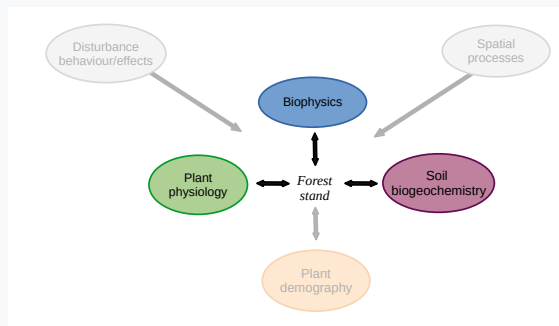 Disturbance
behaviour/effects
Spatial
processes
Biophysics
Plant
physiology
Forest
stand
Soil
biogeochemistry
Plant
demography